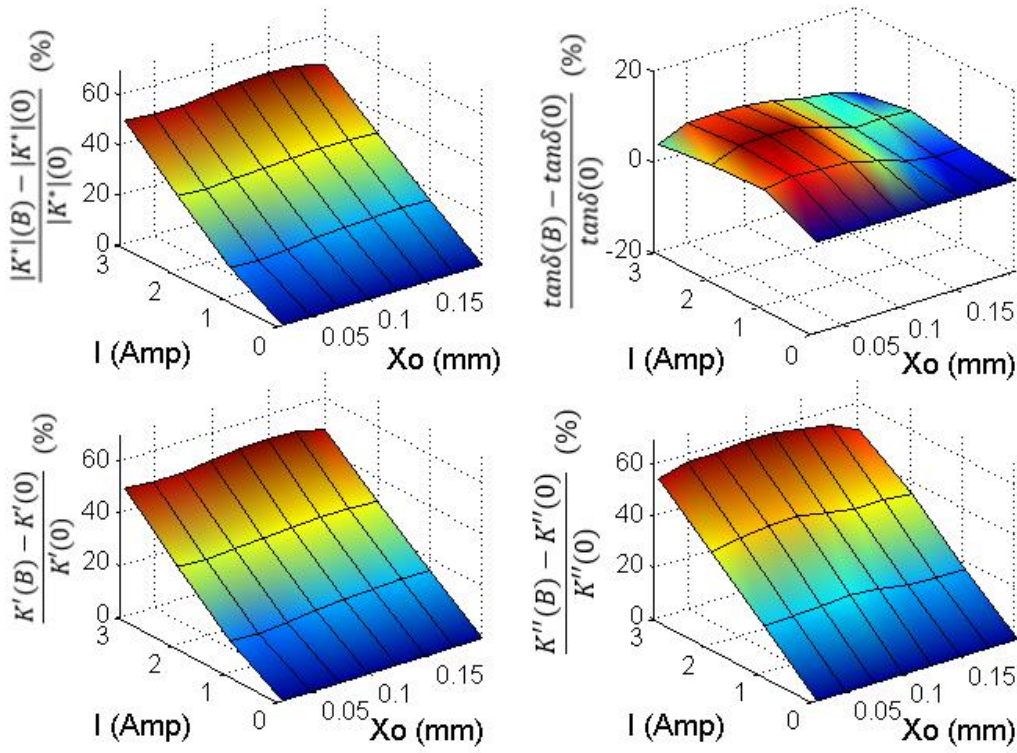 |K*|(B) − |K*|(0)
|K*|(0)
(%)
60
40
20
0
3
2
1
0
I (Amp)
0.05
0.1
0.15
Xo (mm)
tanδ(B) − tanδ(0)
tanδ(0)
(%)
20
0
-20
3
2
1
0
I (Amp)
0.05
0.1
0.15
Xo (mm)
K′(B) − K′(0)
K′(0)
(%)
60
40
20
0
3
2
1
0
I (Amp)
0.05
0.1
0.15
Xo (mm)
K′′(B) − K′′(0)
K′′(0)
(%)
60
40
20
0
3
2
1
0
I (Amp)
0.05
0.1
0.15
Xo (mm)